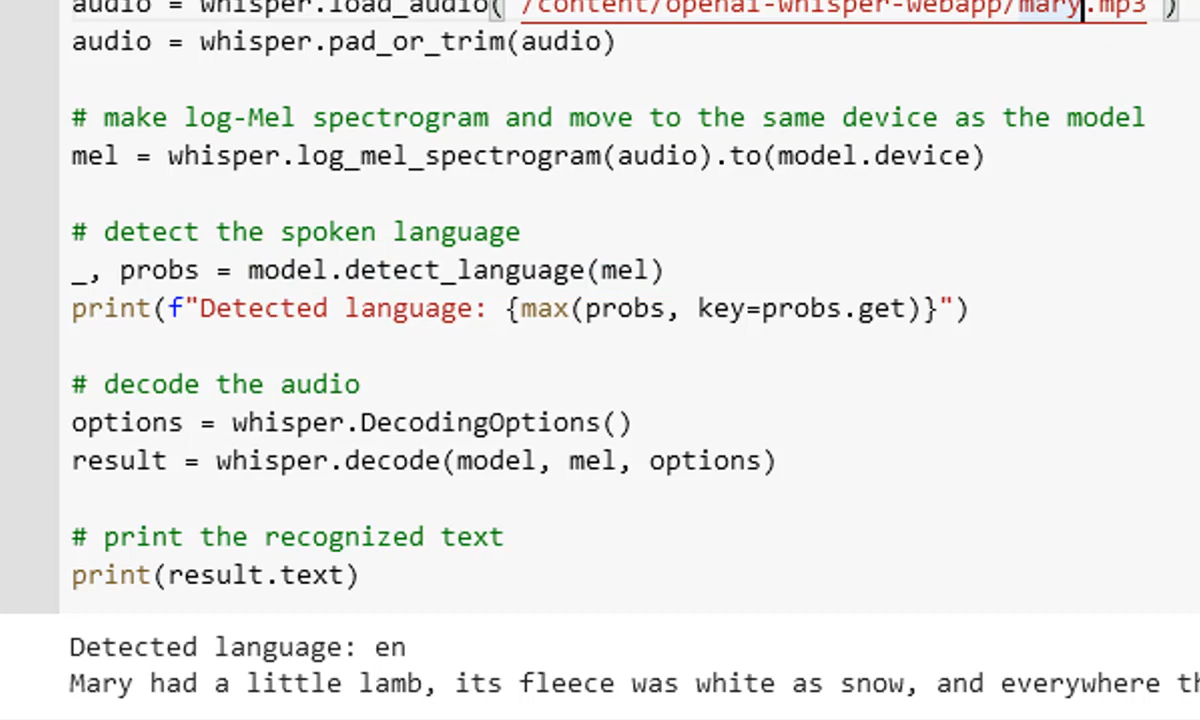 audio = whisper.load_audio("/content/openai-whisper-webapp/mary.mp3")
audio = whisper.pad_or_trim(audio)
# make log-Mel spectrogram and move to the same device as the model
mel = whisper.log_mel_spectrogram(audio).to(model.device)
# detect the spoken language
_, probs = model.detect_language(mel)
print(f"Detected language: {max(probs, key=probs.get)}")
# decode the audio
options = whisper.DecodingOptions()
result = whisper.decode(model, mel, options)
# print the recognized text
print(result.text)
Detected language: en
Mary had a little lamb, its fleece was white as snow, and everywhere